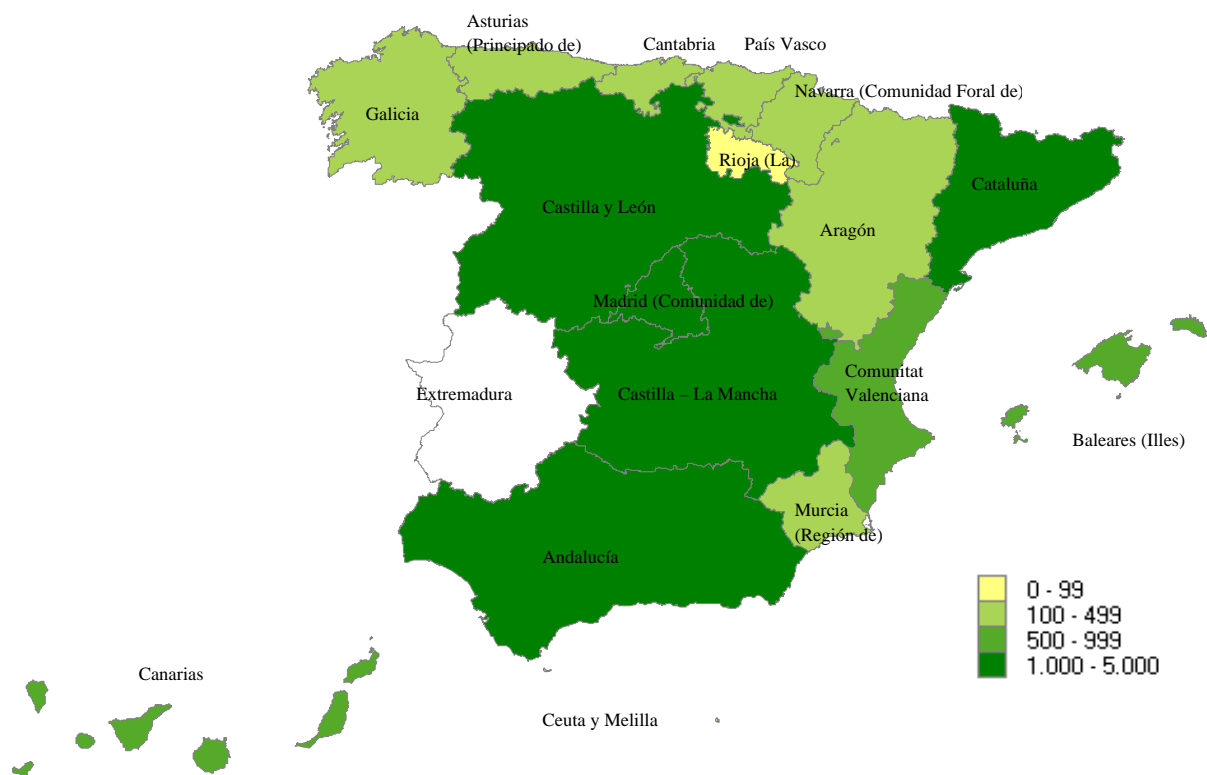 Asturias
(Principado de)
Cantabria
País Vasco
Navarra (Comunidad Foral de)
Galicia
Rioja (La)
Cataluña
Castilla y León
Aragón
Madrid (Comunidad de)
Comunitat
Valenciana
Extremadura
Castilla – La Mancha
Baleares (Illes)
Murcia
(Región de)
Andalucía
0 - 99
100 - 499
500 - 999
1.000 - 5.000
Canarias
Ceuta y Melilla